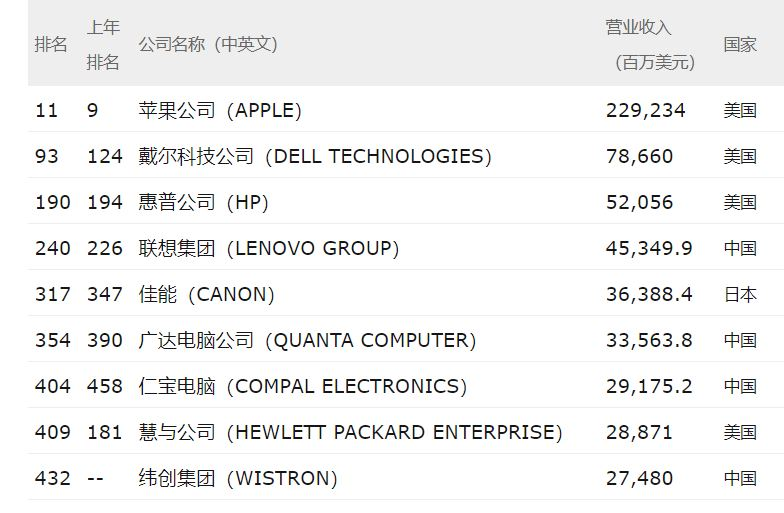 排名 上年排名 公司名称（中英文） 营业收入（百万美元） 国家
11 9 苹果公司（APPLE) 229,234 美国
93 124 戴尔科技公司（DELL TECHNOLOGIES) 78,660 美国
190 194 惠普公司（HP) 52,056 美国
240 226 联想集团（LENOVO GROUP) 45,349.9 中国
317 347 佳能（CANON) 36,388.4 日本
354 390 广达电脑公司（QUANTA COMPUTER) 33,563.8 中国
404 458 仁宝电脑（COMPAL ELECTRONICS) 29,175.2 中国
409 181 慧与公司（HEWLETT PACKARD ENTERPRISE) 28,871 美国
432 -- 纬创集团（WISTRON) 27,480 中国